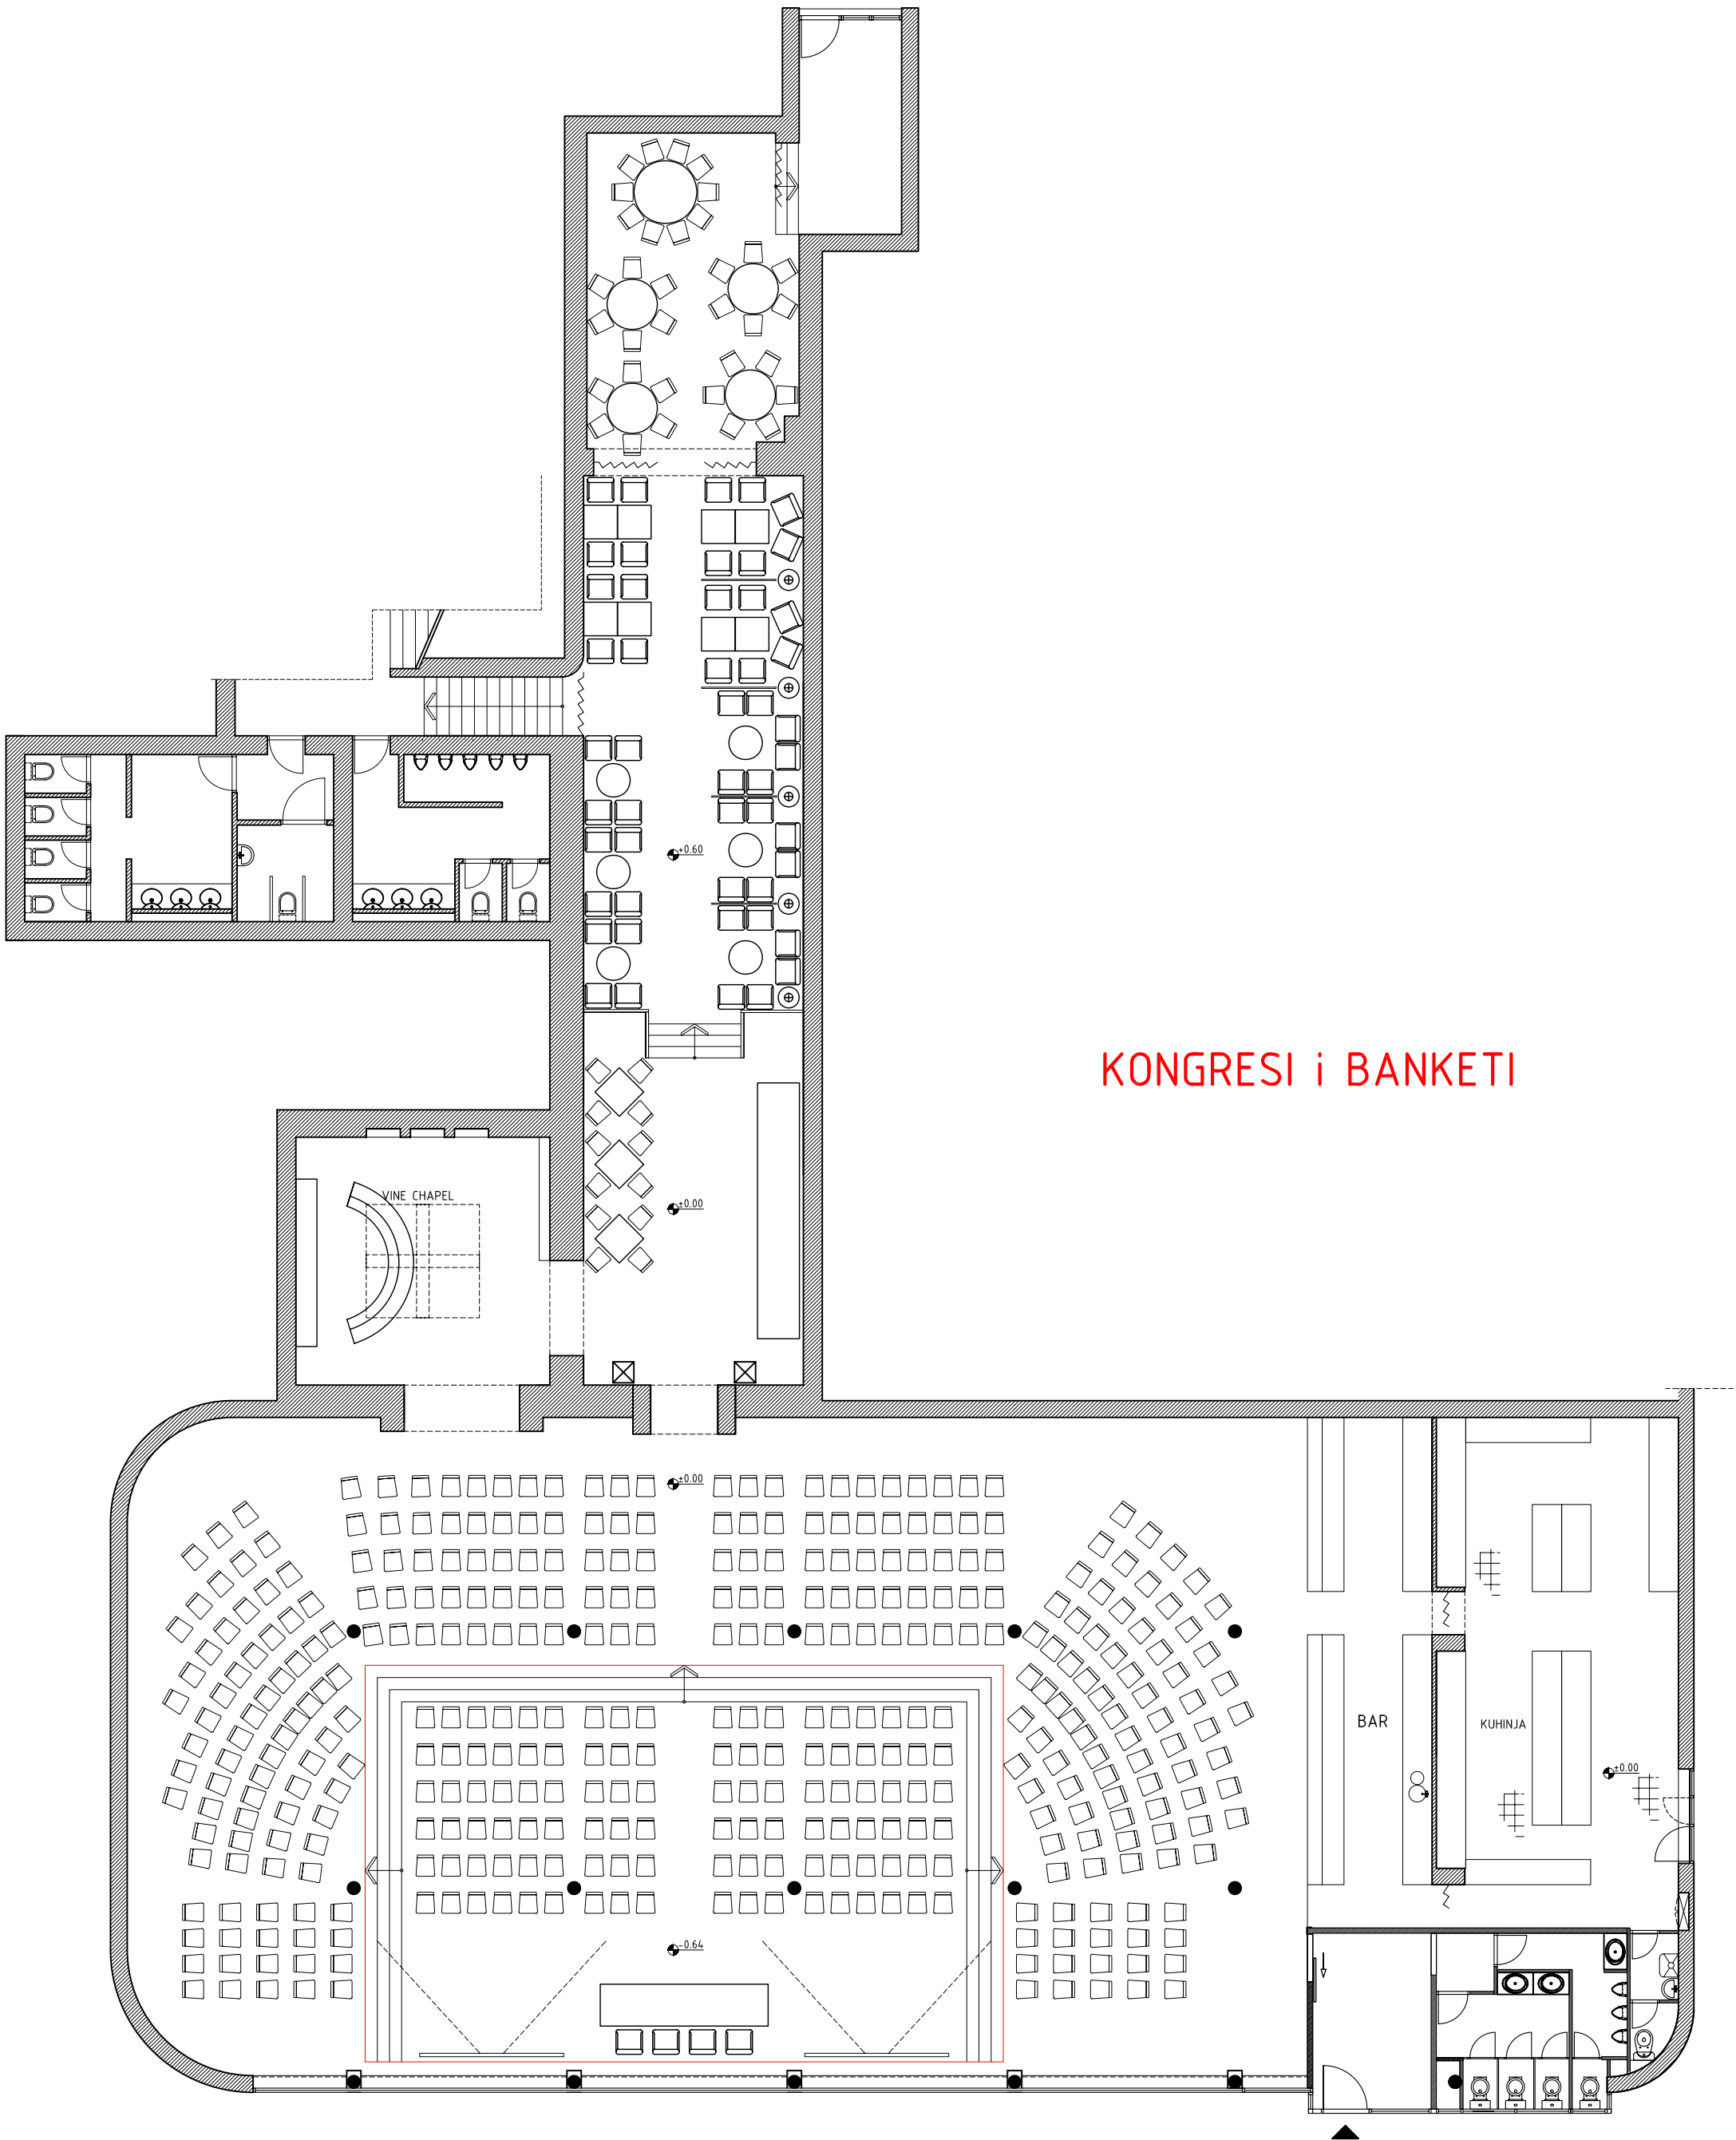 +0.60
KONGRESI i BANKETI
VINE CHAPEL
±0.00
±0.00
BAR
KUHINJA
±0.00
-0.64